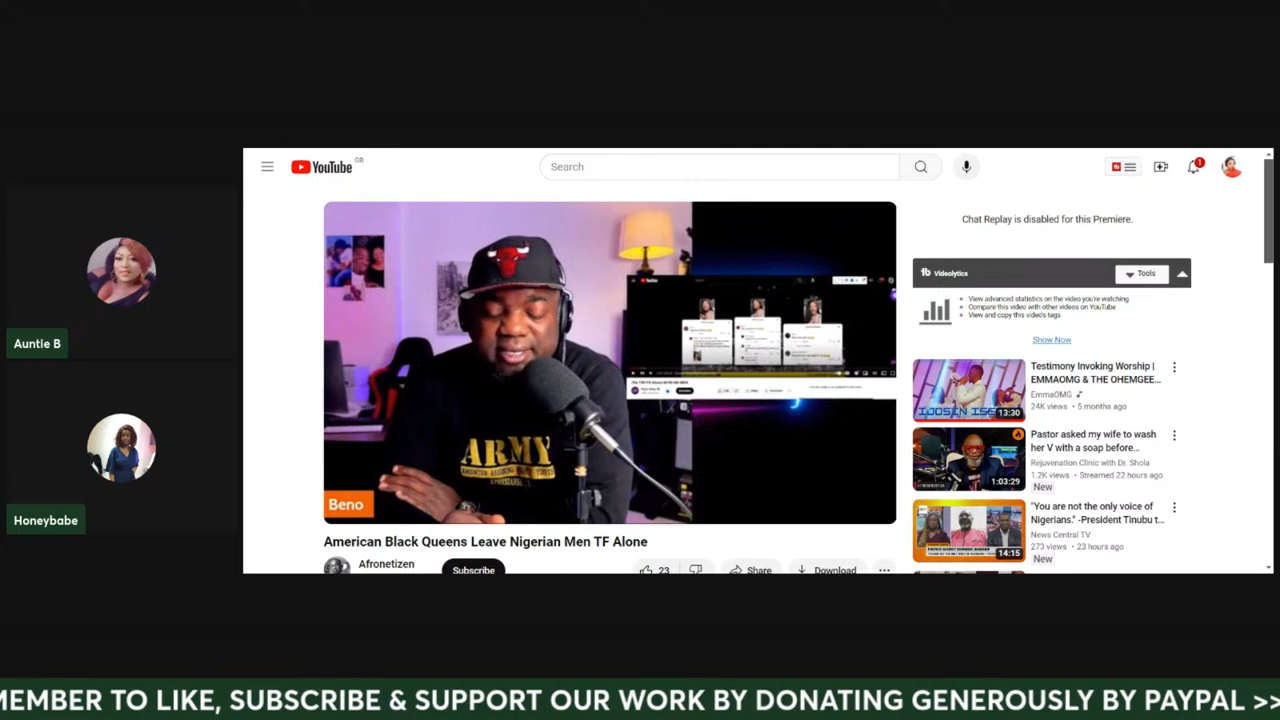 YouTube
GB
Search
1
Chat Replay is disabled for this Premiere.
Videolytics
Tools
View advanced statistics on the video you're watching
Compare this video with other videos on YouTube
View and copy this video's tags
Show Now
ARMY
Beno
American Black Queens Leave Nigerian Men TF Alone
Afronetizen
Subscribe
23
Share
Download
IJOSIN ISE
13:30
Testimony Invoking Worship |
EMMAOMG & THE OHEMGEE...
EmmaOMG
24K views • 5 months ago
1:03:29
Pastor asked my wife to wash
her V with a soap before...
Rejuvenation Clinic with Dr. Shola
1.2K views • Streamed 22 hours ago
New
14:15
"You are not the only voice of
Nigerians." -President Tinubu t...
News Central TV
273 views • 23 hours ago
New
Auntie B
Honeybabe
MEMBER TO LIKE, SUBSCRIBE & SUPPORT OUR WORK BY DONATING GENEROUSLY BY PAYPAL >>